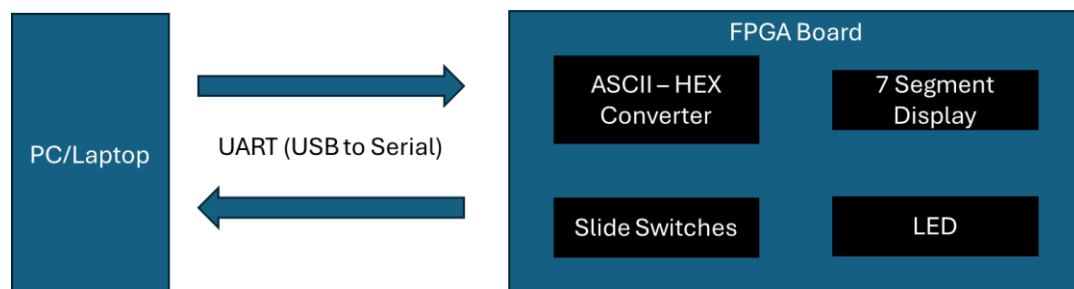 PC/Laptop
UART (USB to Serial)
FPGA Board
ASCII – HEX
Converter
7 Segment
Display
Slide Switches
LED